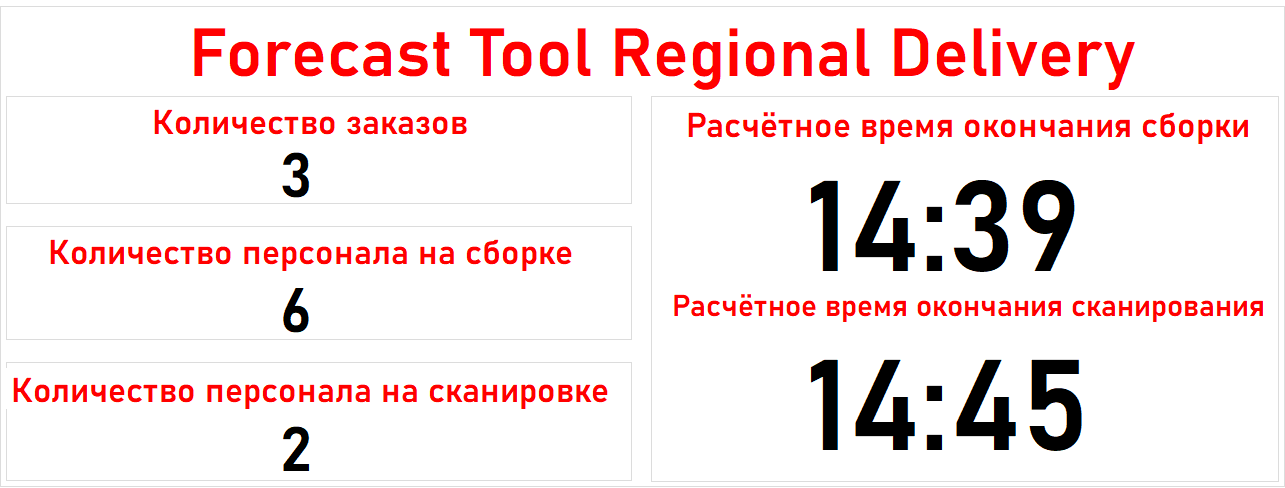 Forecast Tool Regional Delivery
Количество заказов
3
Количество персонала на сборке
6
Количество персонала на сканировке
2
Расчётное время окончания сборки
14:39
Расчётное время окончания сканирования
14:45